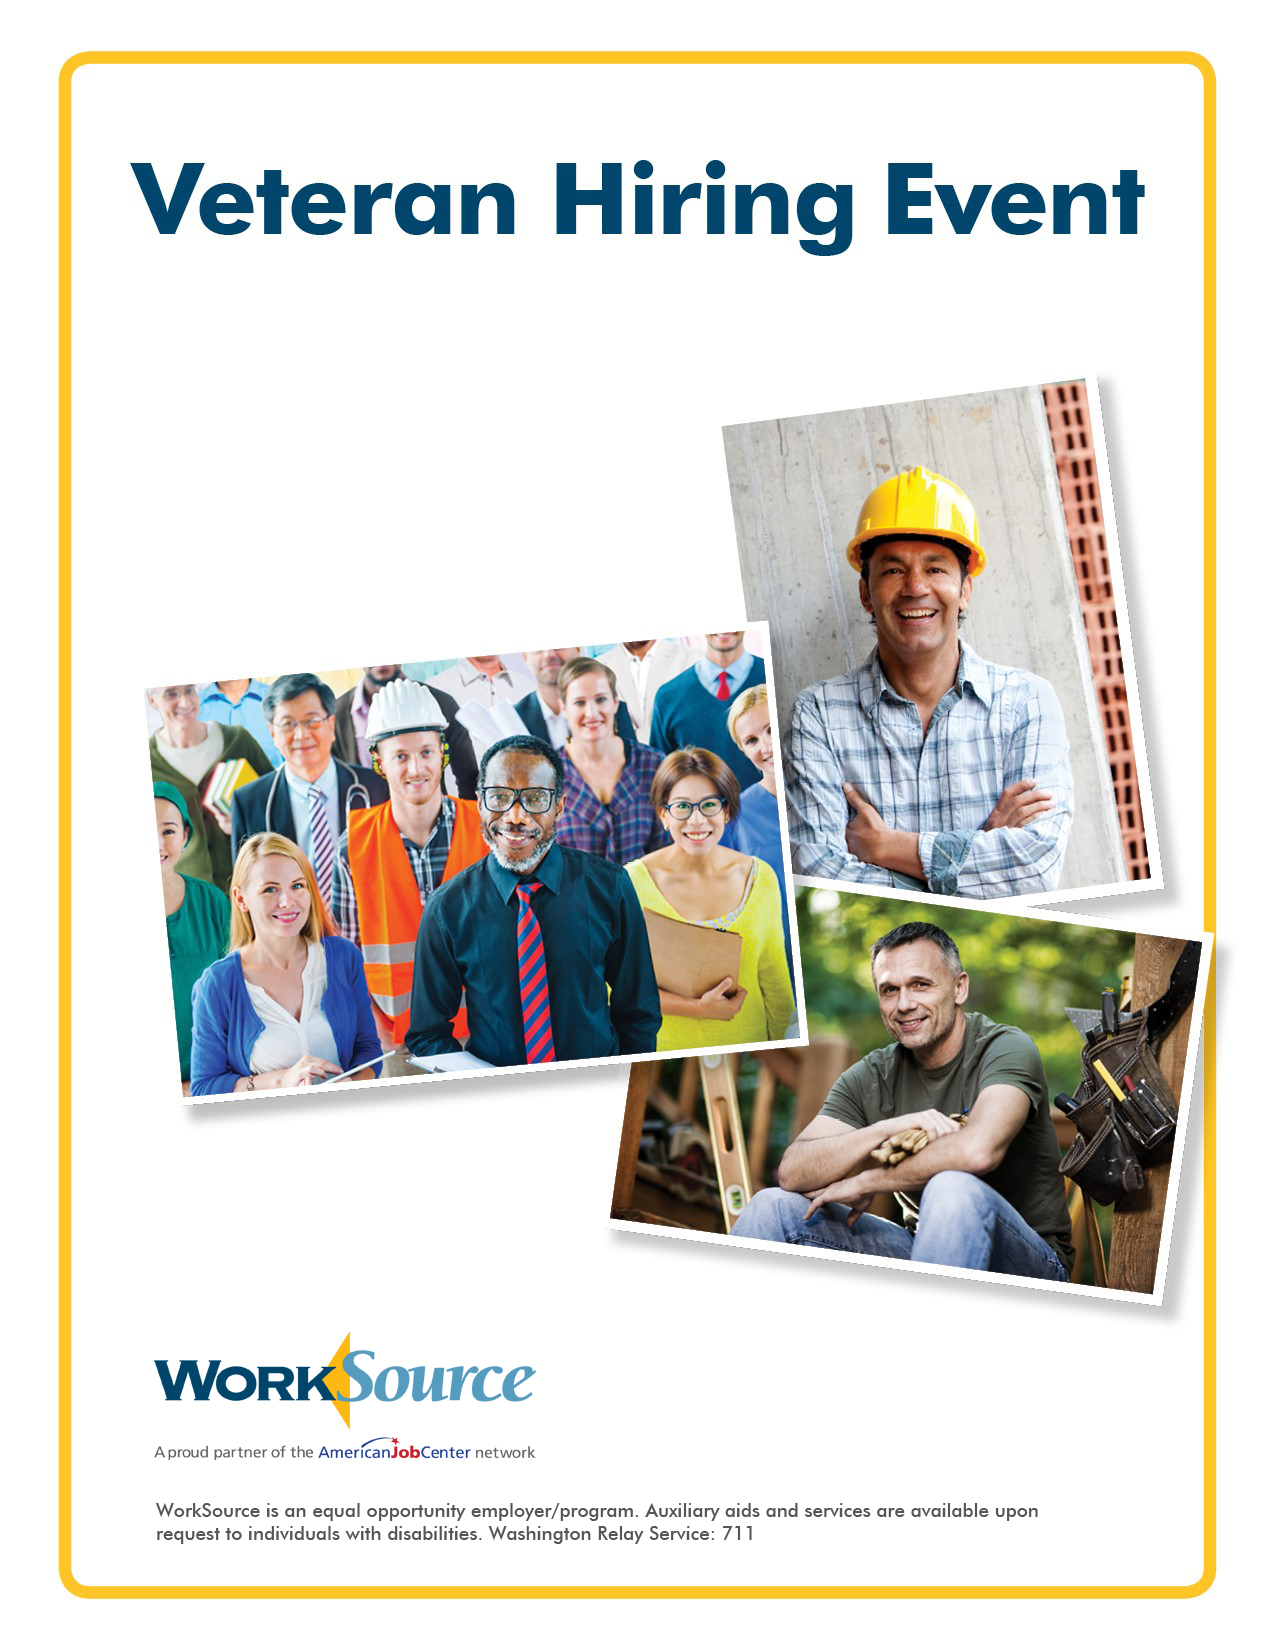 Veteran Hiring Event
WorkSource
A proud partner of the AmericanJobCenter network
WorkSource is an equal opportunity employer/program. Auxiliary aids and services are available upon
request to individuals with disabilities. Washington Relay Service: 711